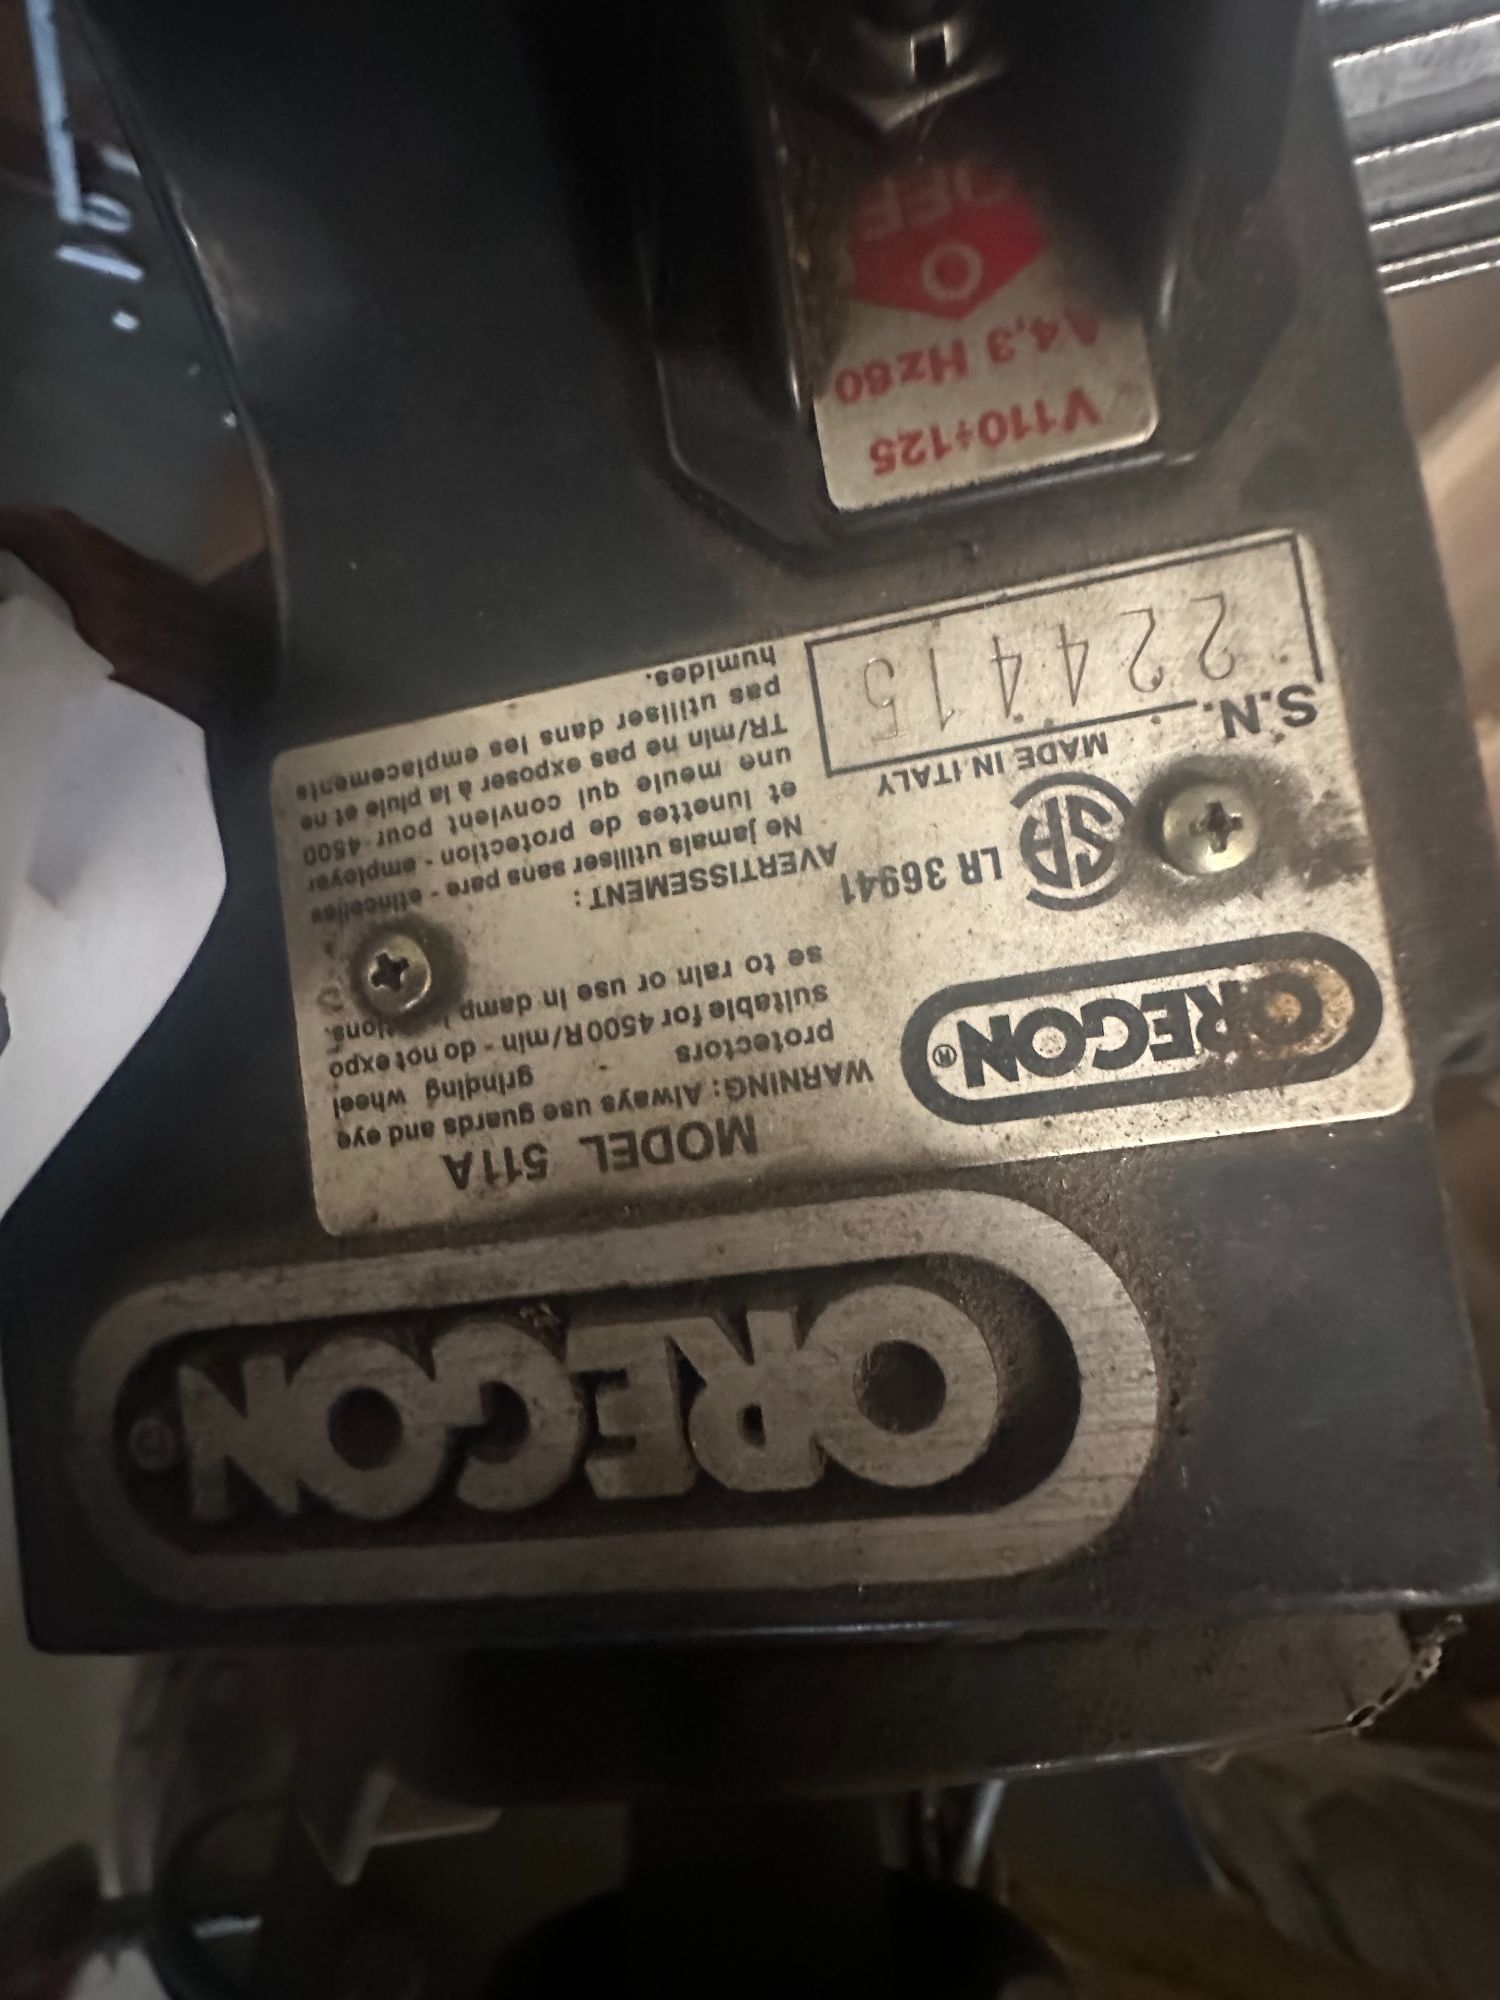 OREGON
MODEL 511A
OREGON
WARNING: Always use guards and eye
protectors - grinding wheel
suitable for 4500R/min - do not expo
se to rain or use in damp
LR 36941
AVERTISSEMENT :
Ne jamais utiliser sans pare - etincelles
et lunettes de protection - employer
une meule qui convient pour 4500
TR/min ne pas exposer à la pluie et ne
pas utiliser dans les emplacements
humides.
MADE IN ITALY
S.N. 224415
V110÷125
A4,3 Hz60
O
OFF